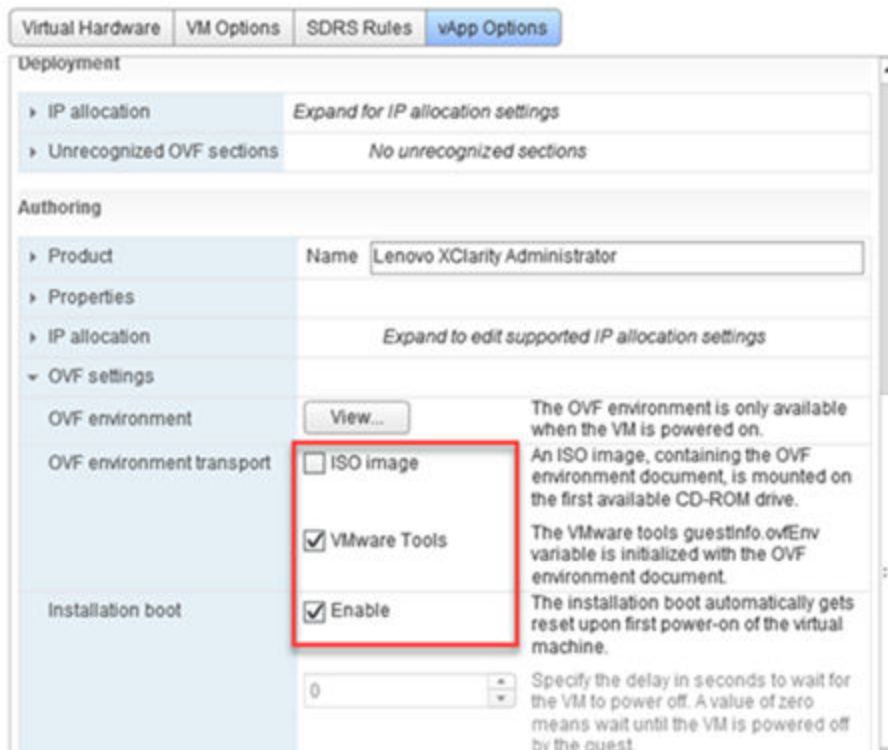 Virtual Hardware VM Options SDRS Rules vApp Options
Deployment
IP allocation Expand for IP allocation settings
Unrecognized OVF sections No unrecognized sections
Authoring
Product Name Lenovo XClarity Administrator
Properties
IP allocation Expand to edit supported IP allocation settings
OVF settings
OVF environment View... The OVF environment is only available
when the VM is powered on.
OVF environment transport ISO image An ISO image, containing the OVF
environment document, is mounted on
the first available CD-ROM drive.
VMware Tools The VMware tools guestInfo.ovfEnv
variable is initialized with the OVF
environment document.
Installation boot Enable The installation boot automatically gets
reset upon first power-on of the virtual
machine.
0 Specify the delay in seconds to wait for
the VM to power off. A value of zero
means wait until the VM is powered off
by the guest